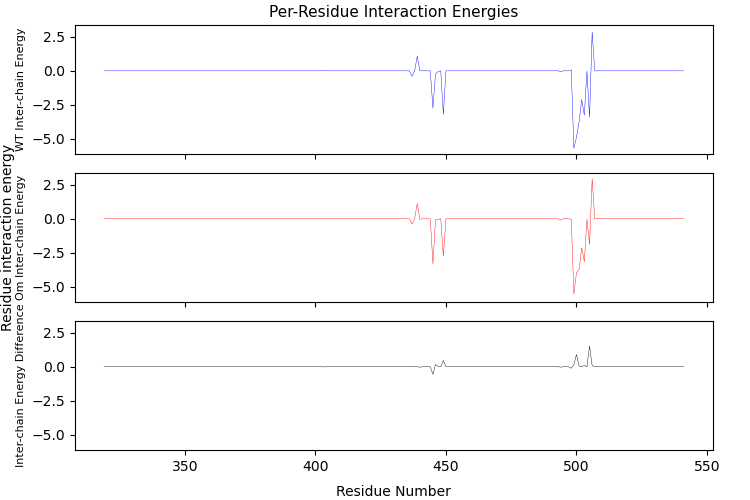 Per-Residue Interaction Energies
Residue interaction energy
WT Inter-chain Energy
2.5
0.0
−2.5
−5.0
Om Inter-chain Energy
2.5
0.0
−2.5
−5.0
Inter-chain Energy Difference
2.5
0.0
−2.5
−5.0
350
400
450
500
550
Residue Number